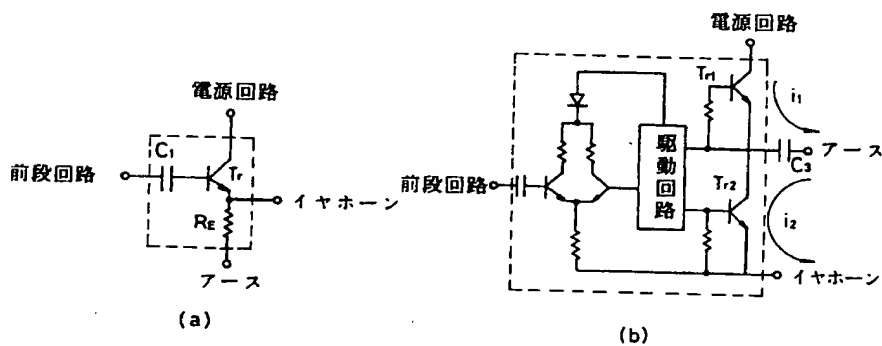 電源回路
C1
前段回路
Tr
イヤホーン
RE
アース
(a)
電源回路
Tr1
i1
駆動回路
アース
C3
前段回路
Tr2
i2
イヤホーン
(b)